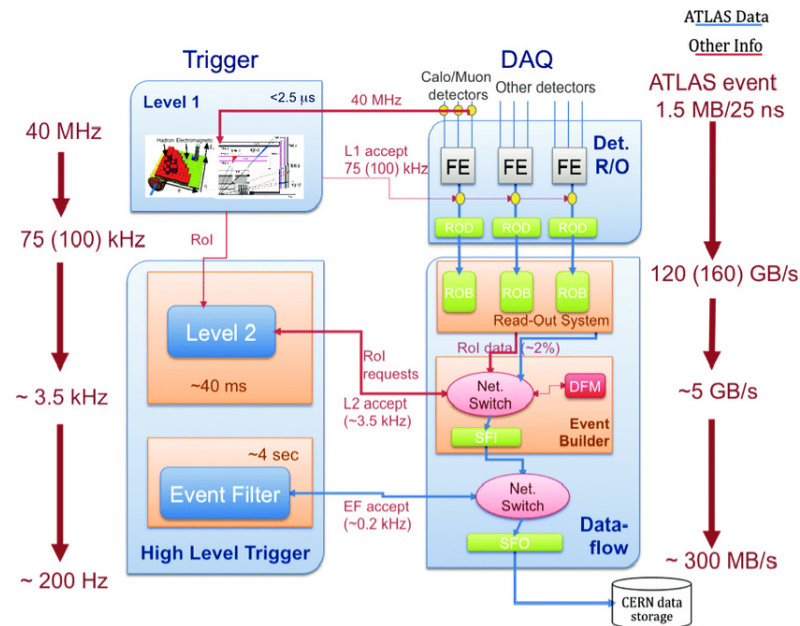 ATLAS Data
Other Info
Trigger
DAQ
Calo/Muon
detectors
Other detectors
ATLAS event
1.5 MB/25 ns
Level 1
<2.5 μs
40 MHz
40 MHz
Hadron Electromagnetic
L1 accept
75 (100) kHz
FE
FE
FE
Det.
R/O
ROD
ROD
ROD
75 (100) kHz
RoI
120 (160) GB/s
ROB
ROB
ROB
Read-Out System
Level 2
~40 ms
RoI
requests
RoI data (~2%)
Net.
Switch
DFM
~ 3.5 kHz
L2 accept
(~3.5 kHz)
~5 GB/s
SFI
Event
Builder
~4 sec
Event Filter
EF accept
(~0.2 kHz)
Net.
Switch
High Level Trigger
SFO
Data-
flow
~ 200 Hz
~ 300 MB/s
CERN data
storage